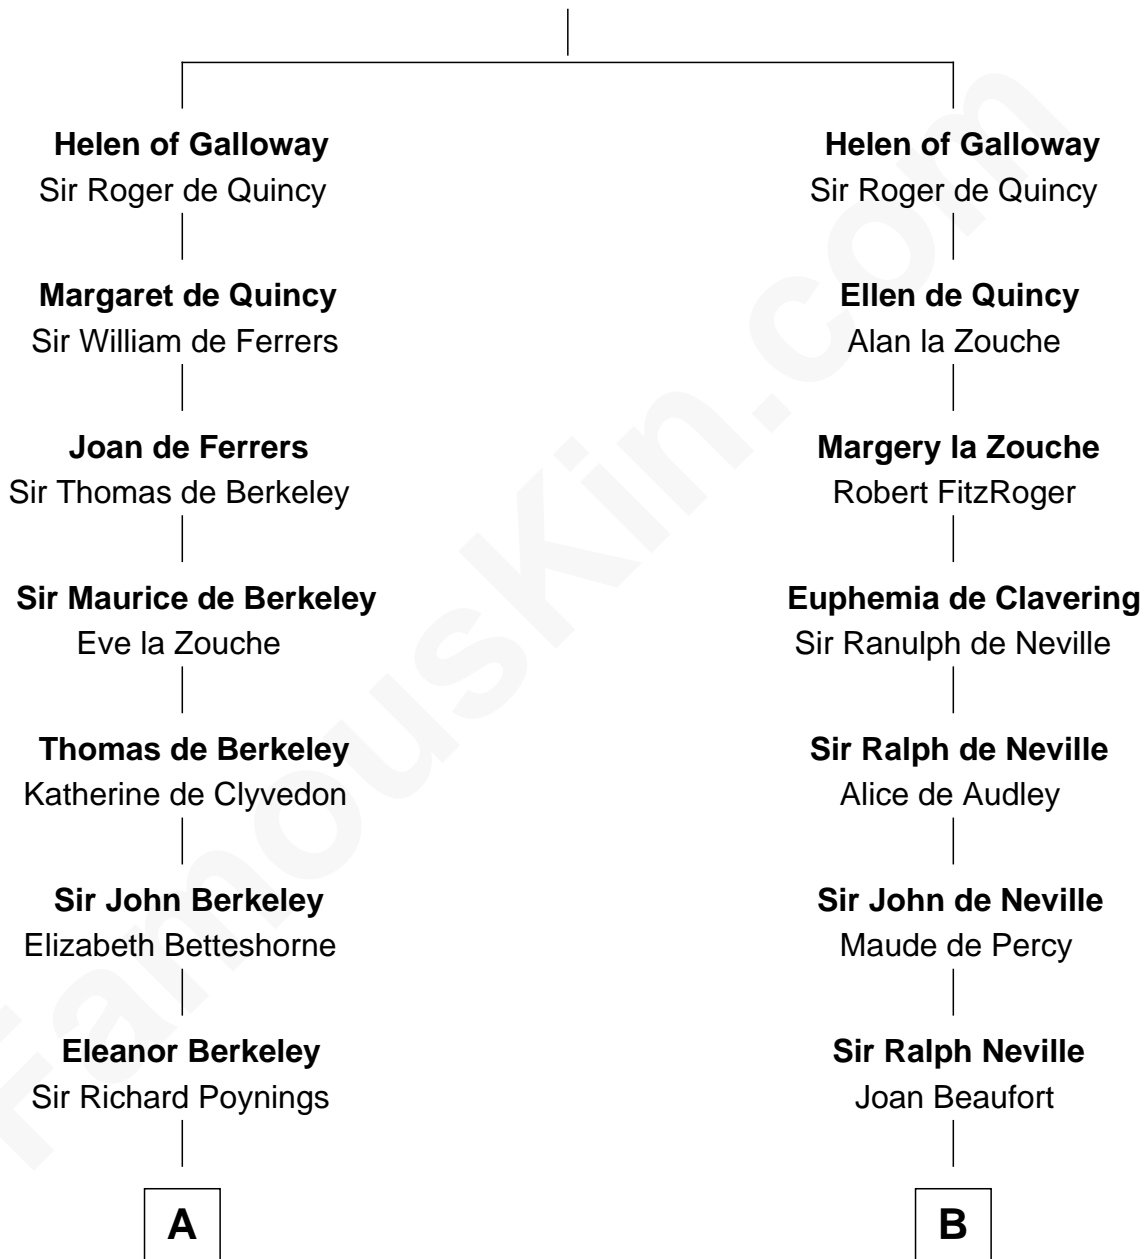 Helen of Galloway
Sir Roger de Quincy
Margaret de Quincy
Sir William de Ferrers
Joan de Ferrers
Sir Thomas de Berkeley
Sir Maurice de Berkeley
Eve la Zouche
Thomas de Berkeley
Katherine de Clyvedon
Sir John Berkeley
Elizabeth Betteshorne
Eleanor Berkeley
Sir Richard Poynings
A
Helen of Galloway
Sir Roger de Quincy
Ellen de Quincy
Alan la Zouche
Margery la Zouche
Robert FitzRoger
Euphemia de Clavering
Sir Ranulph de Neville
Sir Ralph de Neville
Alice de Audley
Sir John de Neville
Maude de Percy
Sir Ralph Neville
Joan Beaufort
B
FamousKin.com